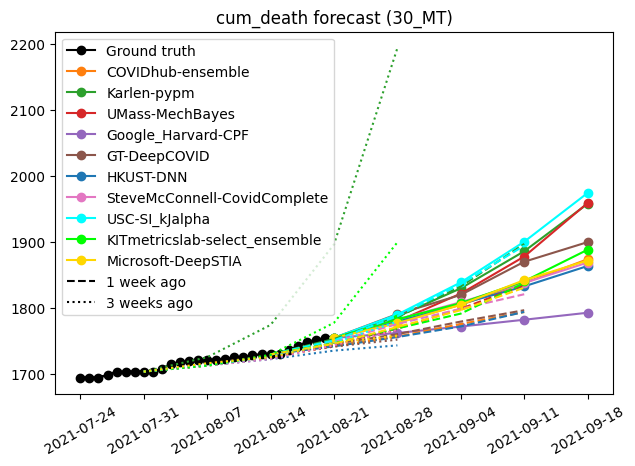 cum_death forecast (30_MT)
2200
2100
2000
1900
1800
1700
Ground truth
COVIDhub-ensemble
Karlen-pypm
UMass-MechBayes
Google_Harvard-CPF
GT-DeepCOVID
HKUST-DNN
SteveMcConnell-CovidComplete
USC-SI_kJalpha
KITmetricslab-select_ensemble
Microsoft-DeepSTIA
1 week ago
3 weeks ago
2021-07-24
2021-07-31
2021-08-07
2021-08-14
2021-08-21
2021-08-28
2021-09-04
2021-09-11
2021-09-18